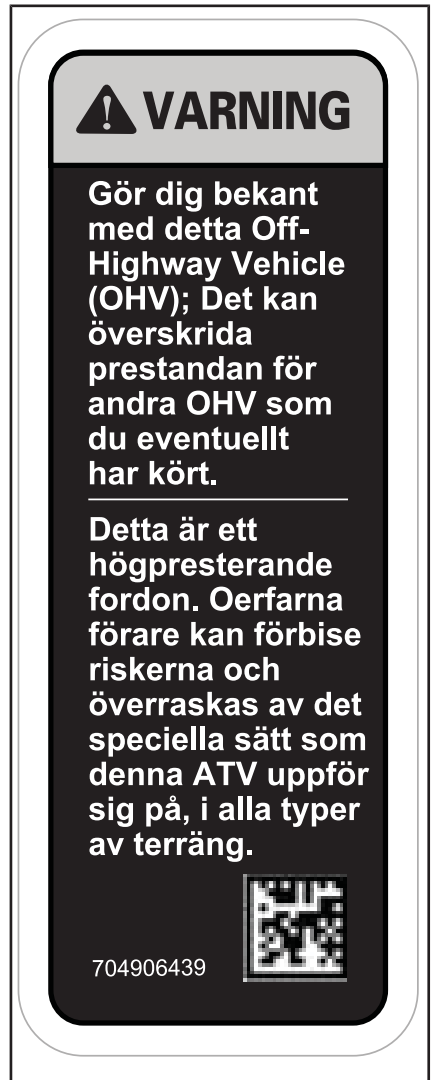 VARNING
Gör dig bekant
med detta Off-
Highway Vehicle
(OHV); Det kan
överskrida
prestandan för
andra OHV som
du eventuellt
har kört.
Detta är ett
högpresterande
fordon. Oerfarna
förare kan förbise
riskerna och
överraskas av det
speciella sätt som
denna ATV uppför
sig på, i alla typer
av terräng.
704906439